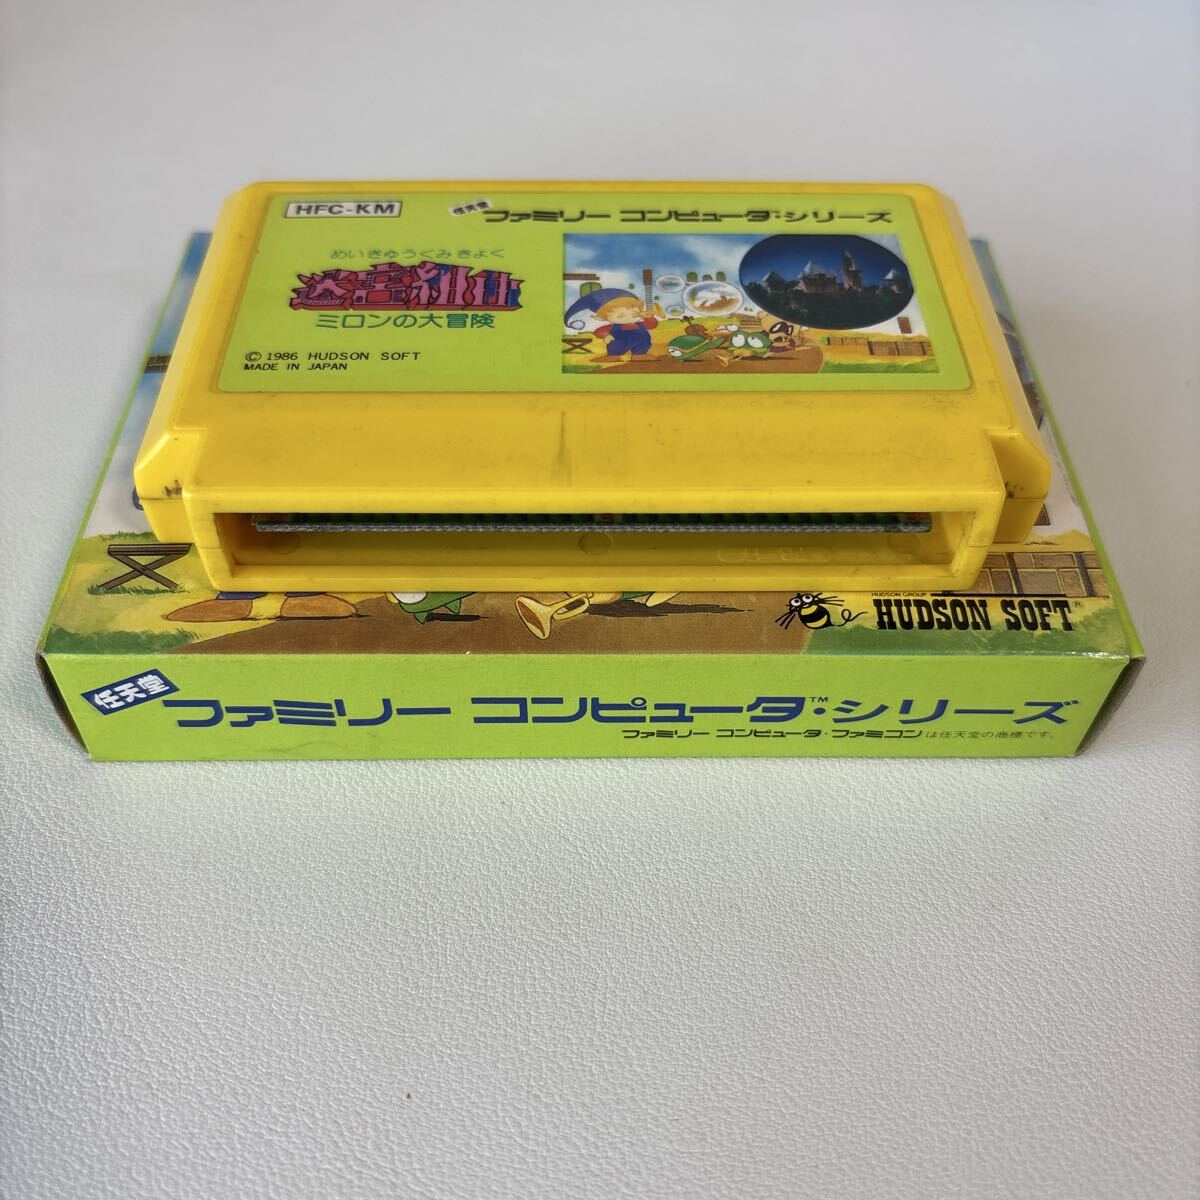 HFC-KM
任天堂 ファミリー コンピュータ・シリーズ
めいきゅうくみきょく
迷宮組曲
ミロンの大冒険
© 1986 HUDSON SOFT
MADE IN JAPAN
HUDSON GROUP
HUDSON SOFT®
任天堂 ファミリー コンピュータ™・シリーズ
ファミリー コンピュータ・ファミコンは任天堂の商標です。